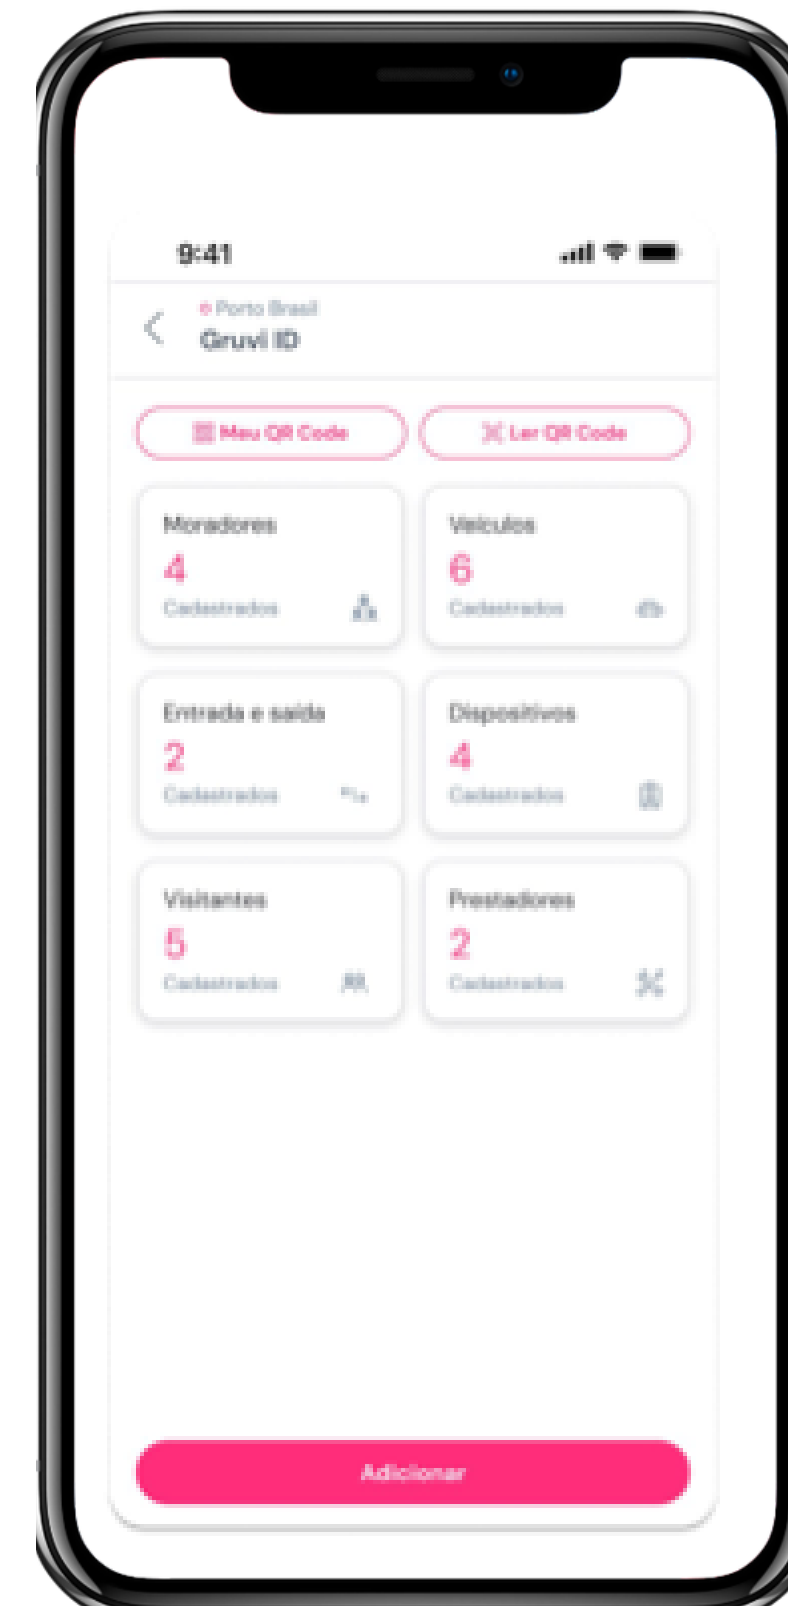 9:41
Porto Brasil
Gruvi ID
Meu QR Code
Ler QR Code
Moradores
4
Cadastrados
Veículos
6
Cadastrados
Entrada e saída
2
Cadastrados
Dispositivos
4
Cadastrados
Visitantes
5
Cadastrados
Prestadores
2
Cadastrados
Adicionar